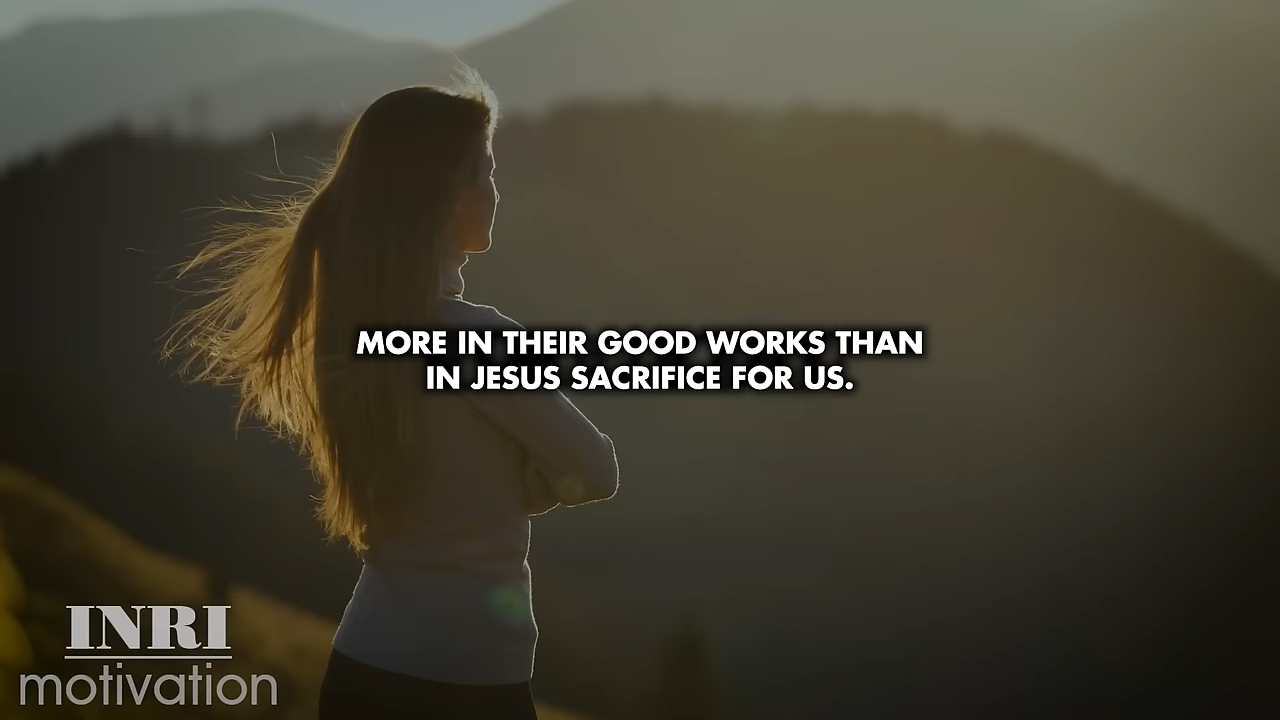 MORE IN THEIR GOOD WORKS THAN
IN JESUS SACRIFICE FOR US.
INRI
motivation